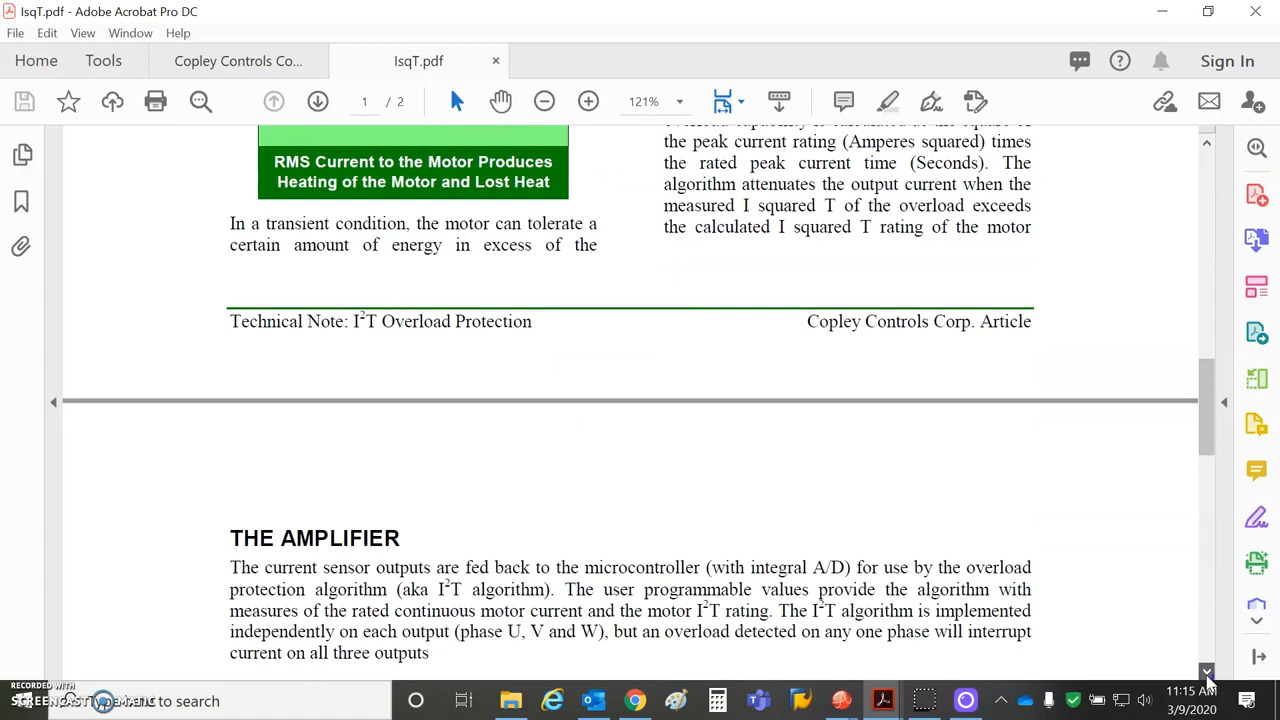 IsqT.pdf - Adobe Acrobat Pro DC
File Edit View Window Help
Home Tools Copley Controls Co... IsqT.pdf × Sign In
1 / 2 121%
the peak current rating (Amperes squared) times
the rated peak current time (Seconds). The
algorithm attenuates the output current when the
measured I squared T of the overload exceeds
the calculated I squared T rating of the motor
RMS Current to the Motor Produces
Heating of the Motor and Lost Heat
In a transient condition, the motor can tolerate a
certain amount of energy in excess of the
Technical Note: I²T Overload Protection Copley Controls Corp. Article
THE AMPLIFIER
The current sensor outputs are fed back to the microcontroller (with integral A/D) for use by the overload
protection algorithm (aka I²T algorithm). The user programmable values provide the algorithm with
measures of the rated continuous motor current and the motor I²T rating. The I²T algorithm is implemented
independently on each output (phase U, V and W), but an overload detected on any one phase will interrupt
current on all three outputs
RECORDED WITH
SCREENCAST-O-MATIC
to search
11:15 AM
3/9/2020